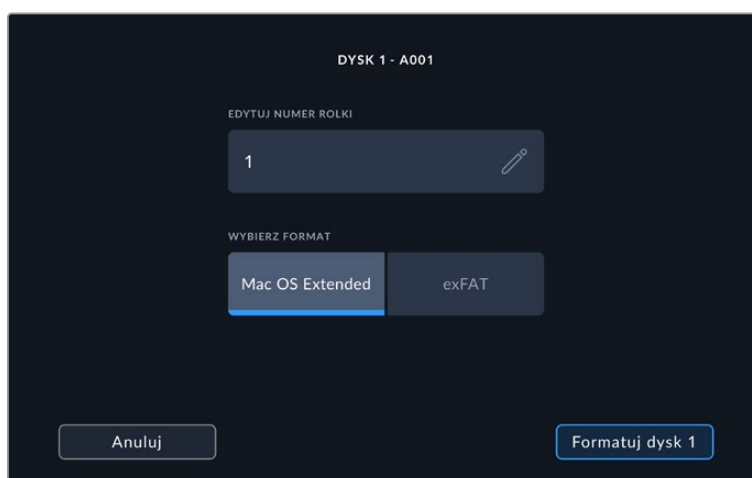 DYSK 1 - A001
EDYTUJ NUMER ROLKI
1
WYBIERZ FORMAT
Mac OS Extended
exFAT
Anuluj
Formatuj dysk 1